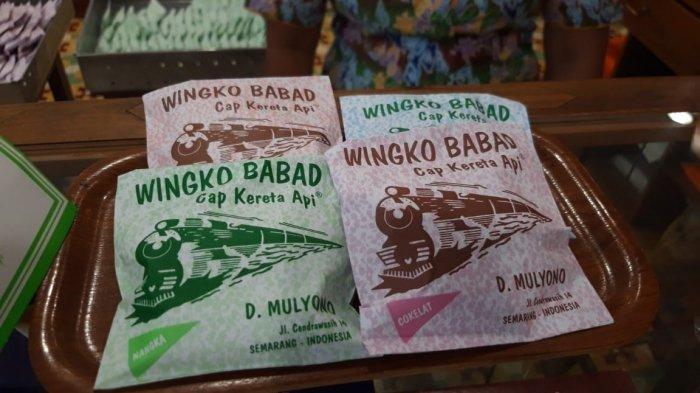 WINGKO BABAD
Cap Kereta Api®
WINGKO BABAD
Cap Kereta
WINGKO BABAD
Cap Kereta Api®
D. MULYONO
Jl. Cendrawasih 14
SEMARANG - INDONESIA
NANGKA
WINGKO BABAD
Cap Kereta Api®
D. MULYONO
Jl. Cendrawasih 14
SEMARANG - INDONESIA
COKELAT